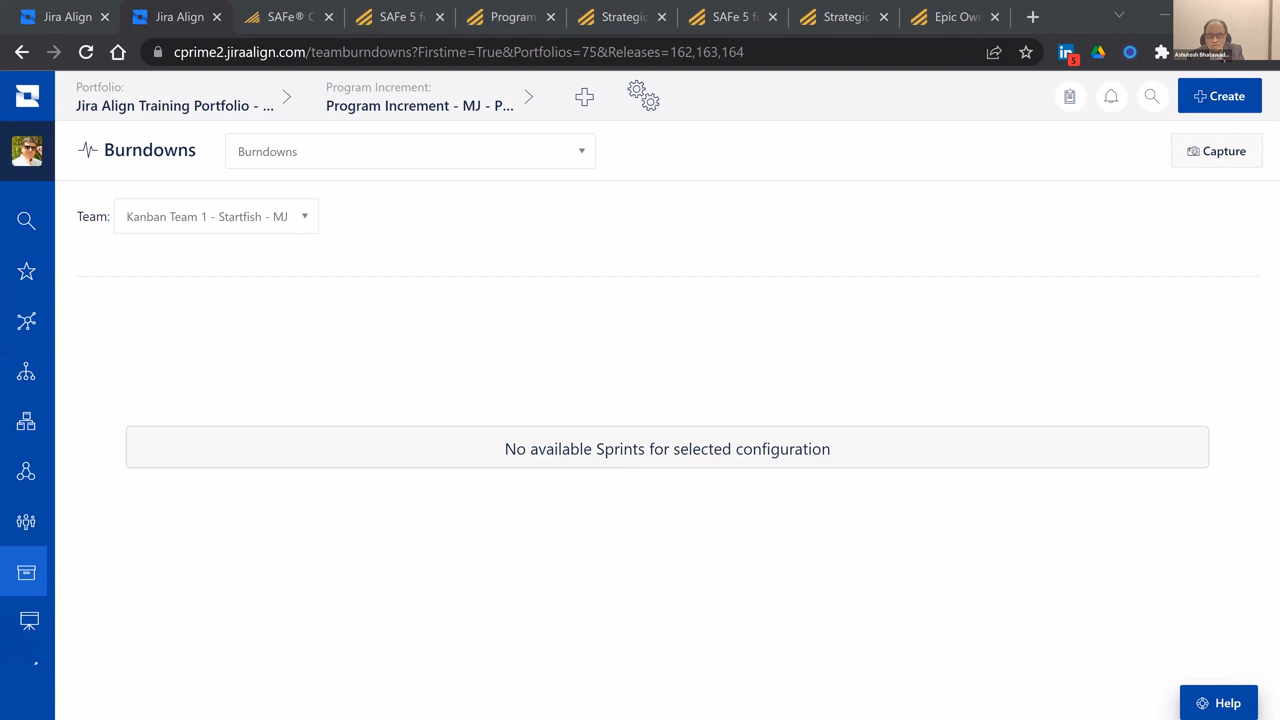 Jira Align
Jira Align
SAFe® C
SAFe 5 fo
Program
Strategic
SAFe 5 fo
Strategic
Epic Own
cprime2.jiraalign.com/teamburndowns?Firstime=True&Portfolios=75&Releases=162,163,164
5
Portfolio:
Jira Align Training Portfolio - ...
Program Increment:
Program Increment - MJ - P...
Create
Burndowns
Burndowns
Capture
Team:
Kanban Team 1 - Startfish - MJ
No available Sprints for selected configuration
Help